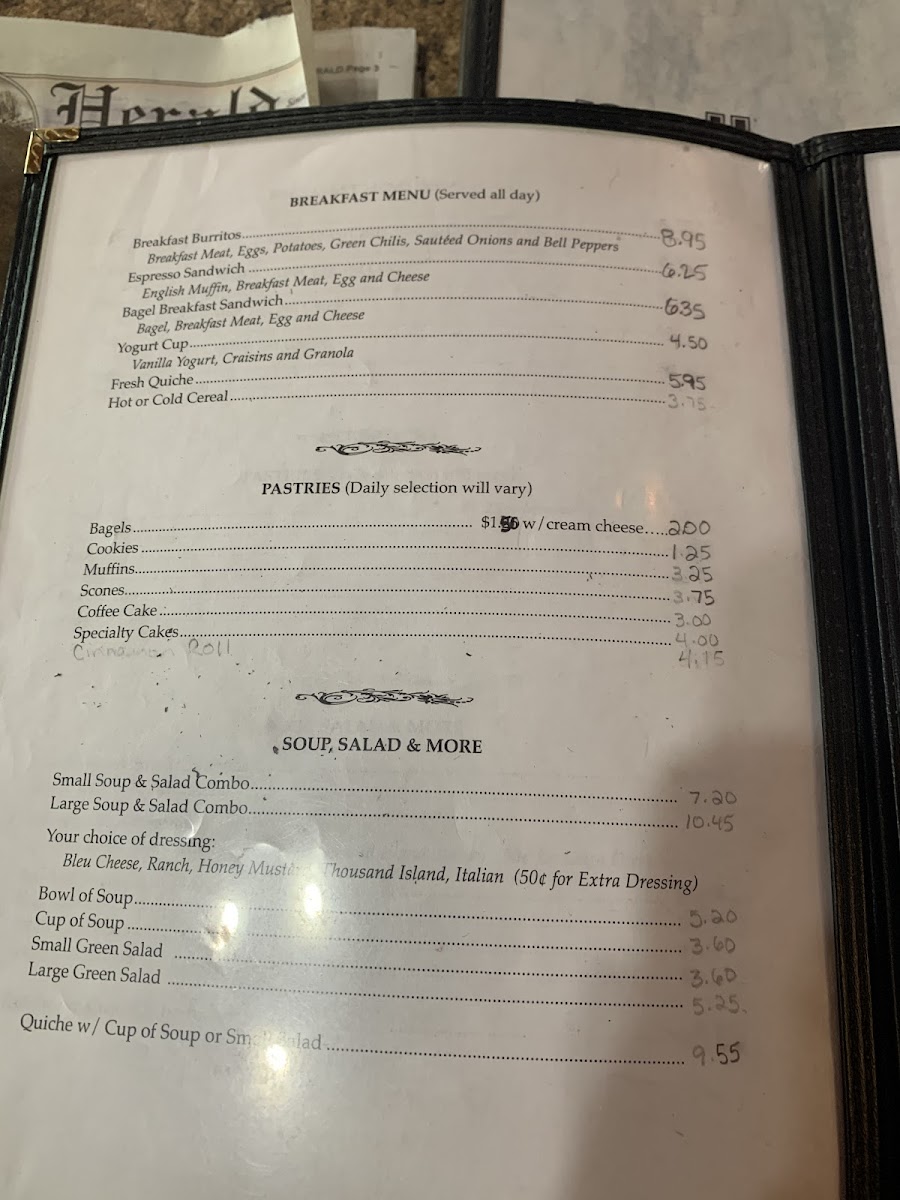 Herald
RALD Page 3
BREAKFAST MENU (Served all day)
Breakfast Burritos 8.95
Breakfast Meat, Eggs, Potatoes, Green Chilis, Sautéed Onions and Bell Peppers
Espresso Sandwich 6.25
English Muffin, Breakfast Meat, Egg and Cheese
Bagel Breakfast Sandwich 635
Bagel, Breakfast Meat, Egg and Cheese
Yogurt Cup 4.50
Vanilla Yogurt, Craisins and Granola
Fresh Quiche 5.95
Hot or Cold Cereal 3.75
PASTRIES (Daily selection will vary)
Bagels w/cream cheese 2.00
Cookies 1.25
Muffins 3.25
Scones 3.75
Coffee Cake 3.00
Specialty Cakes 4.00
Cinnamon Roll 4.15
SOUP, SALAD & MORE
Small Soup & Salad Combo 7.20
Large Soup & Salad Combo 10.45
Your choice of dressing:
Bleu Cheese, Ranch, Honey Thousand Island, Italian (50¢ for Extra Dressing)
Bowl of Soup 5.20
Cup of Soup 3.60
Small Green Salad 3.60
Large Green Salad 5.25
Quiche w/ Cup of Soup or 9.55